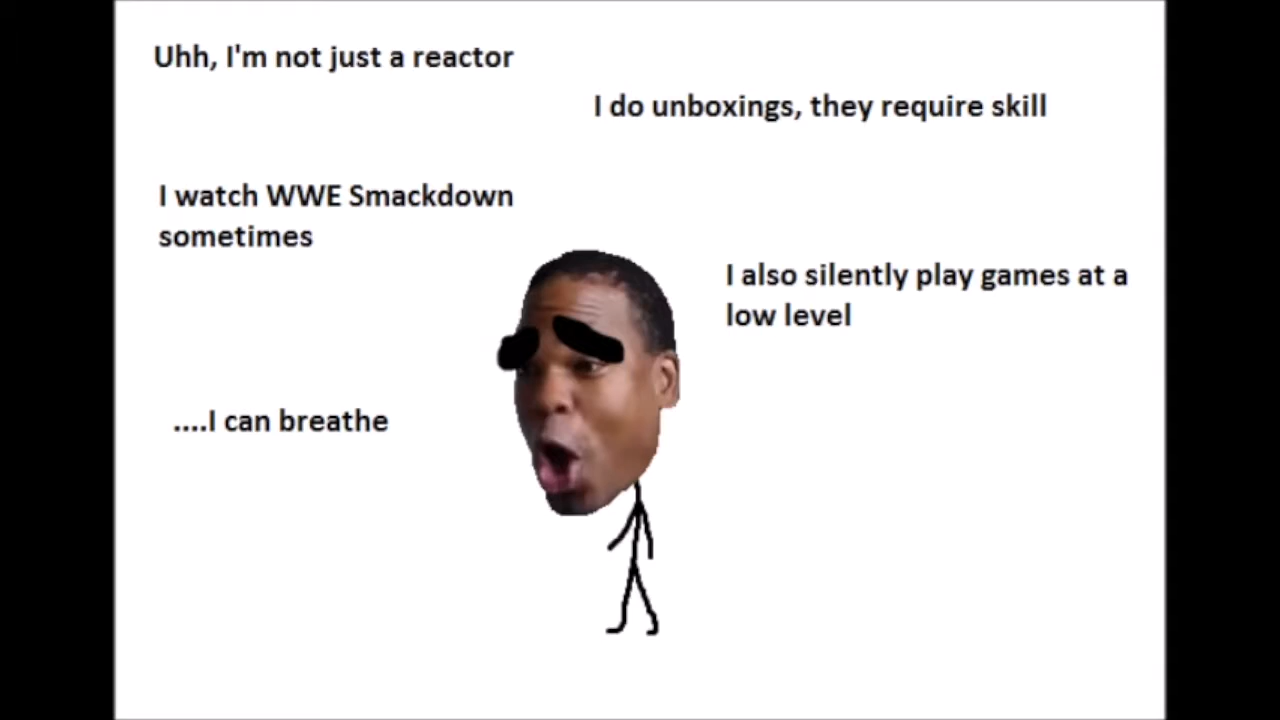 Uhh, I'm not just a reactor
I do unboxings, they require skill
I watch WWE Smackdown
sometimes
I also silently play games at a
low level
....I can breathe